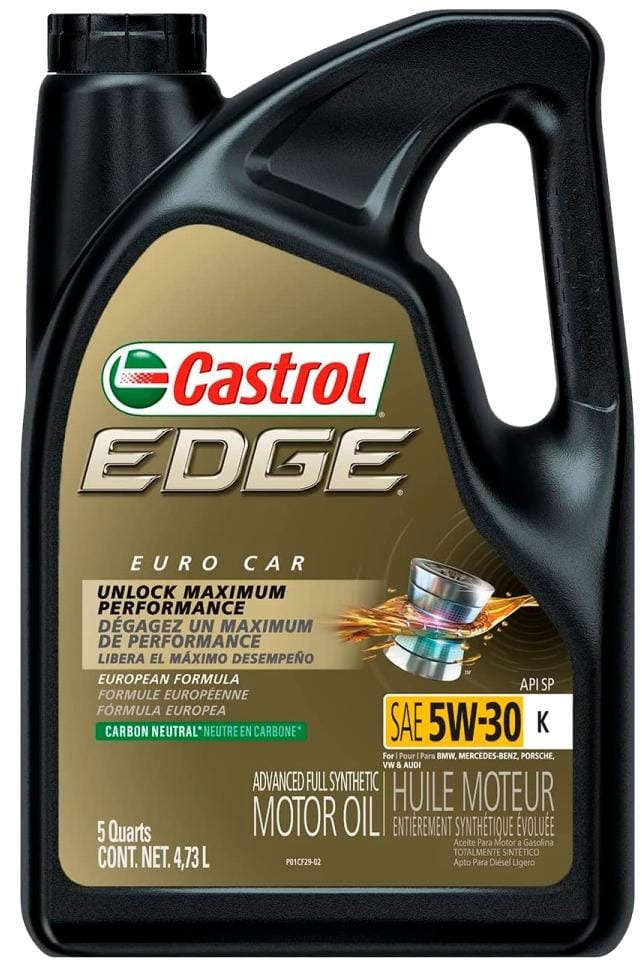 Castrol
EDGE
EURO CAR
UNLOCK MAXIMUM
PERFORMANCE
DÉGAGEZ UN MAXIMUM
DE PERFORMANCE
LIBERA EL MÁXIMO DESEMPEÑO
EUROPEAN FORMULA
FORMULE EUROPÉENNE
FÓRMULA EUROPEA
CARBON NEUTRAL* NEUTRE EN CARBONE*
API SP
SAE 5W-30 K
For | Pour | Para BMW, MERCEDES-BENZ, PORSCHE,
VW & AUDI
ADVANCED FULL SYNTHETIC
MOTOR OIL
HUILE MOTEUR
ENTIÈREMENT SYNTHÉTIQUE ÉVOLUÉE
Aceite Para Motor a Gasolina
TOTALMENTE SINTÉTICO
Apto Para Diésel Ligero
5 Quarts
CONT. NET. 4,73 L
P01CF29-02